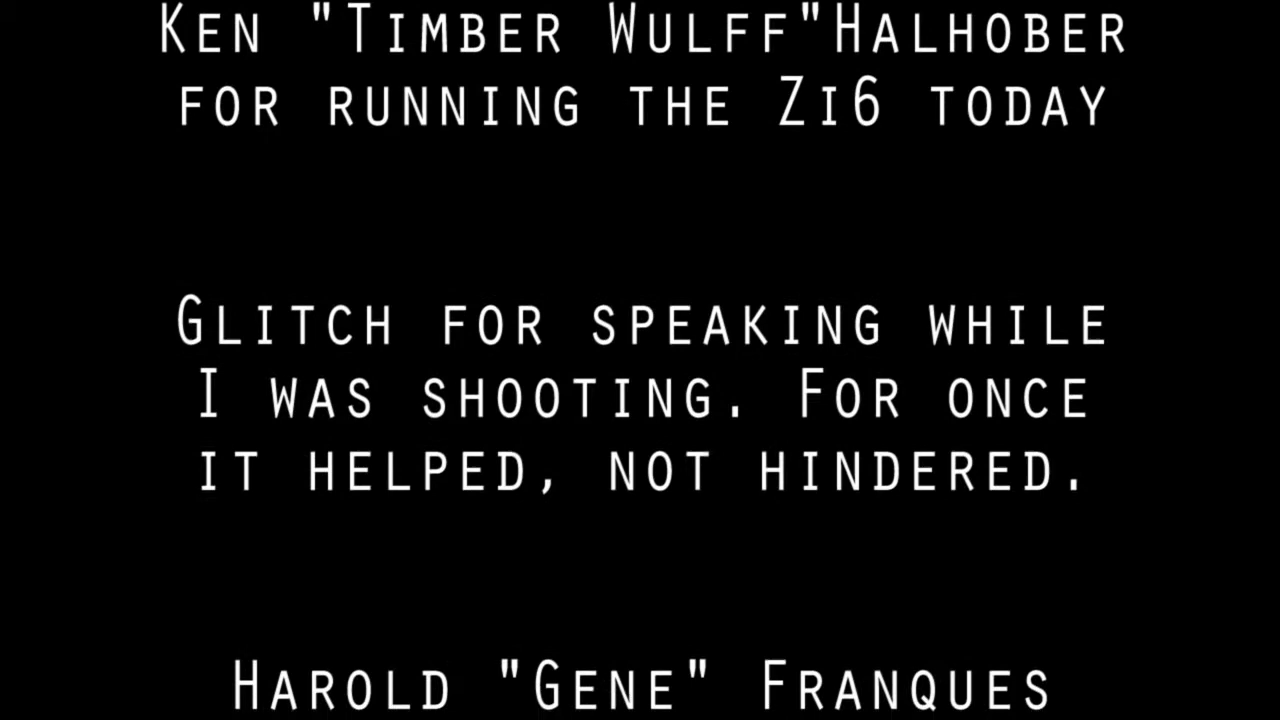 Ken "Timber Wulff"Halhober
for running the Zi6 today
Glitch for speaking while
I was shooting. For once
it helped, not hindered.
Harold "Gene" Franques